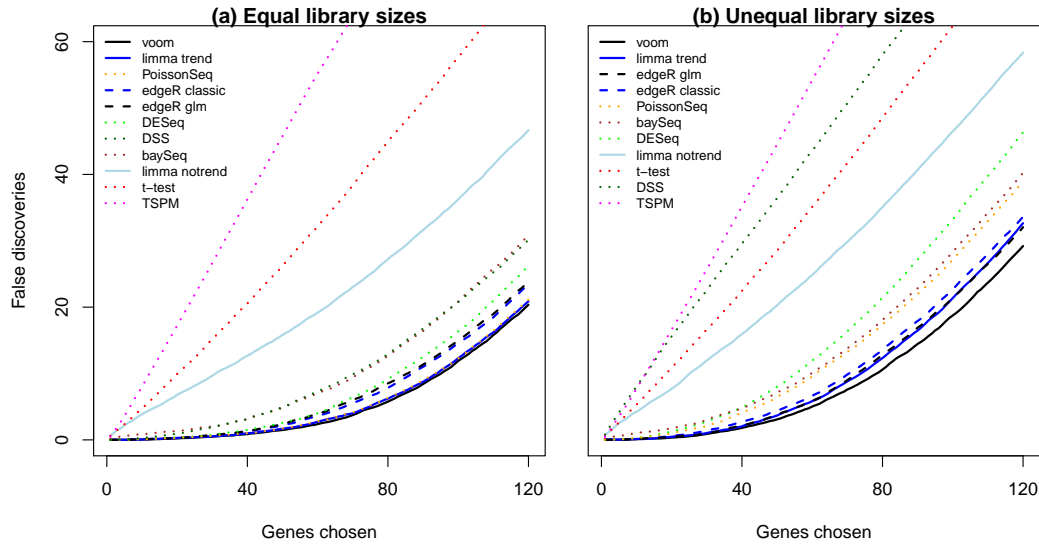 (a) Equal library sizes
False discoveries
60
40
20
0
voom
limma trend
PoissonSeq
edgeR classic
edgeR glm
DESeq
DSS
baySeq
limma notrend
t−test
TSPM
0 40 80 120
Genes chosen
(b) Unequal library sizes
voom
limma trend
edgeR glm
edgeR classic
PoissonSeq
baySeq
DESeq
limma notrend
t−test
DSS
TSPM
0 40 80 120
Genes chosen